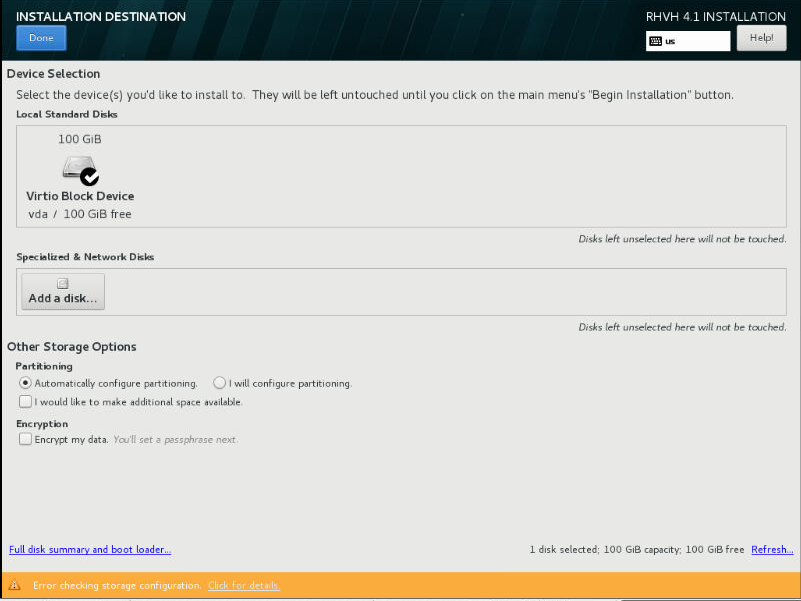 INSTALLATION DESTINATION
RHVH 4.1 INSTALLATION
Done
us
Help!
Device Selection
Select the device(s) you'd like to install to. They will be left untouched until you click on the main menu's "Begin Installation" button.
Local Standard Disks
100 GiB
Virtio Block Device
vda / 100 GiB free
Disks left unselected here will not be touched.
Specialized & Network Disks
Add a disk...
Disks left unselected here will not be touched.
Other Storage Options
Partitioning
Automatically configure partitioning. I will configure partitioning.
I would like to make additional space available.
Encryption
Encrypt my data. You'll set a passphrase next.
Full disk summary and boot loader... 1 disk selected; 100 GiB capacity; 100 GiB free Refresh...
Error checking storage configuration. Click for details.